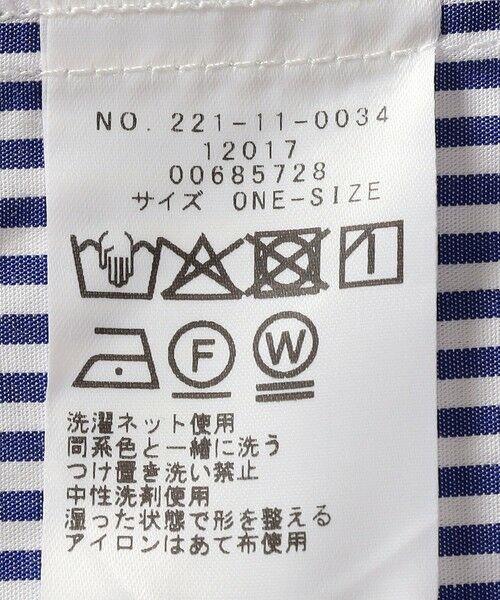 NO. 221-11-0034
12017
00685728
サイズ ONE-SIZE
F W
洗濯ネット使用
同系色と一緒に洗う
つけ置き洗い禁止
中性洗剤使用
湿った状態で形を整える
アイロンはあて布使用